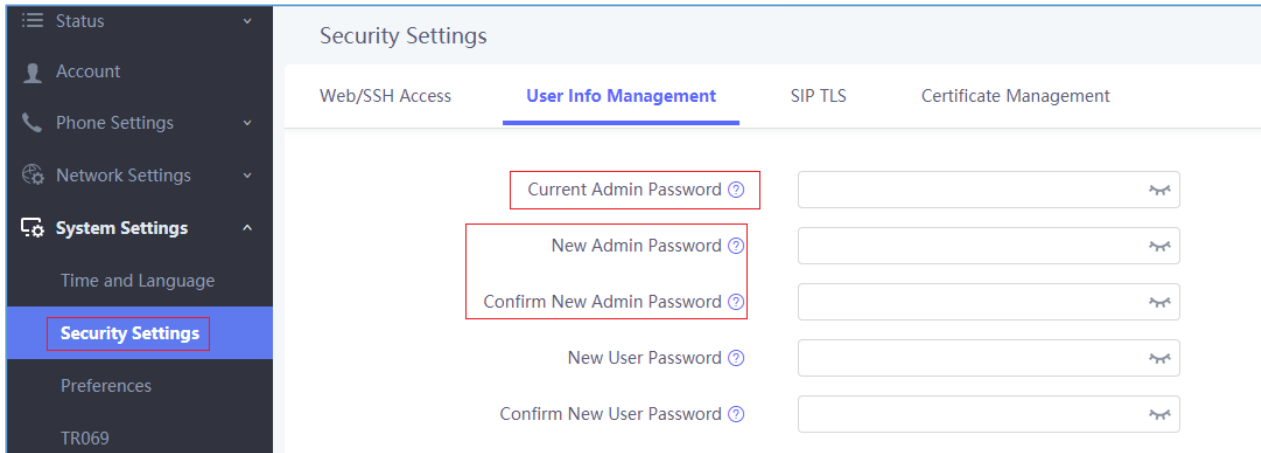 Status
Account
Phone Settings
Network Settings
System Settings
Time and Language
Security Settings
Preferences
TR069
Security Settings
Web/SSH Access User Info Management SIP TLS Certificate Management
Current Admin Password ?
New Admin Password ?
Confirm New Admin Password ?
New User Password ?
Confirm New User Password ?